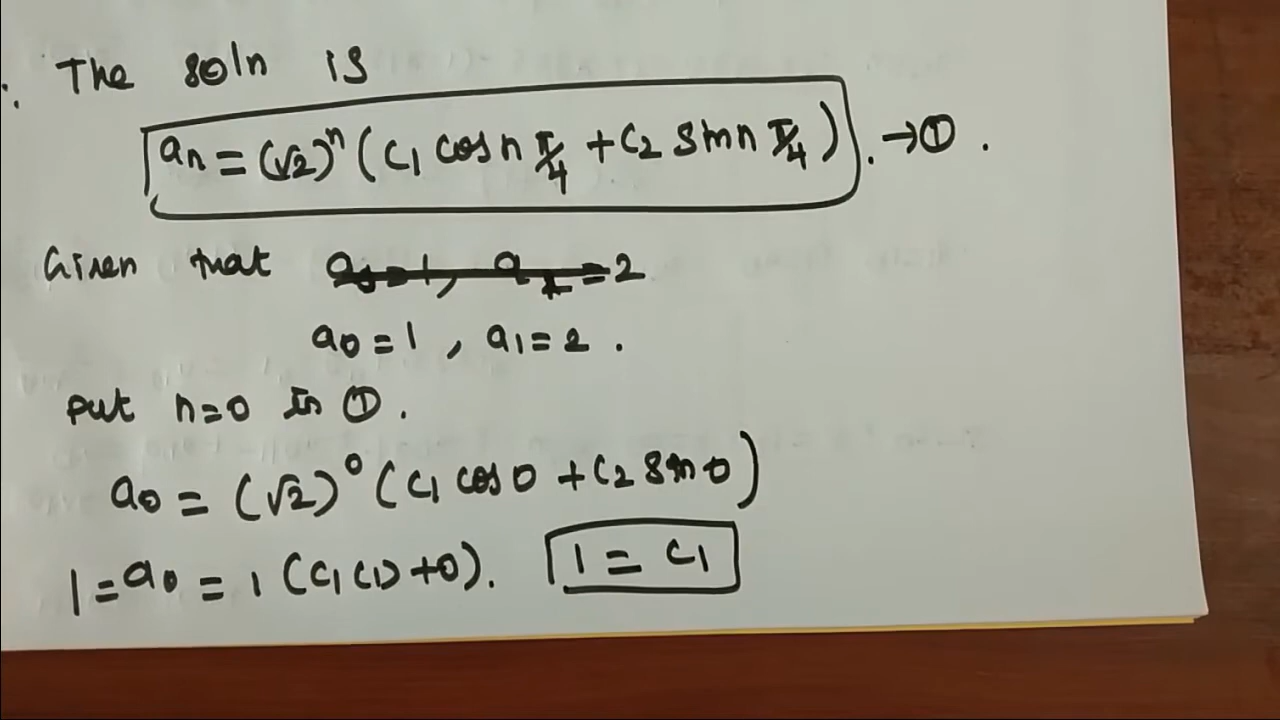 ∴ The soln is
an = (√2)^n (C1 cos n π/4 + C2 sin n π/4). → ①.
Given that a0=1, a1=2
a0 = 1, a1 = 2.
put n=0 in ①.
a0 = (√2)^0 (C1 cos 0 + C2 sin 0)
1 = a0 = 1 (C1(1)+0). 1 = C1